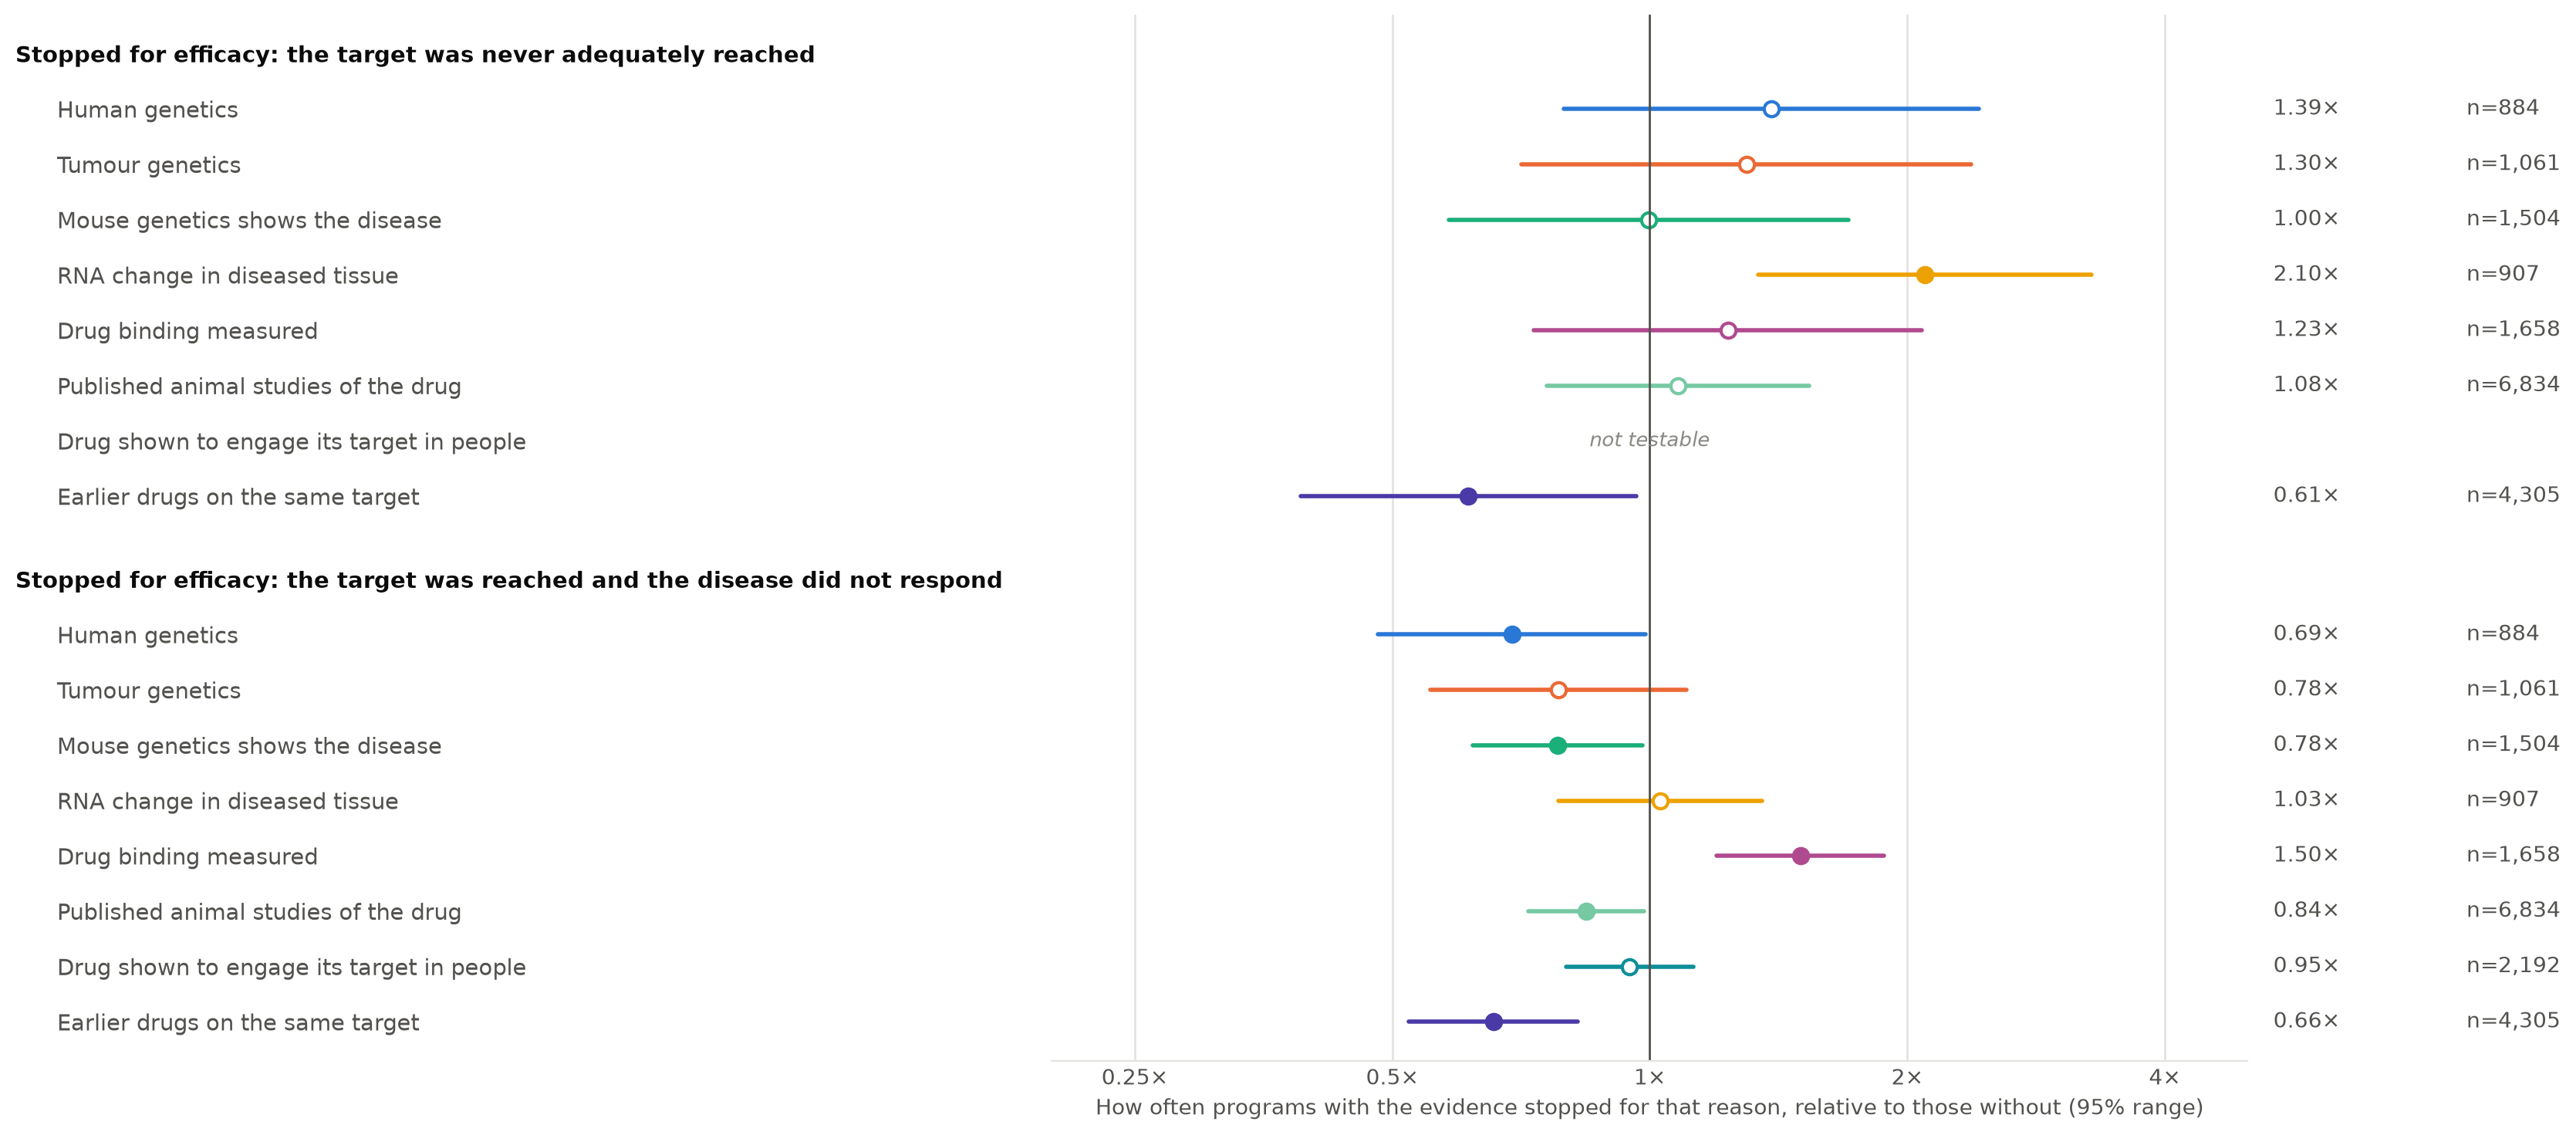 Stopped for efficacy: the target was never adequately reached
Human genetics 1.39× n=884
Tumour genetics 1.30× n=1,061
Mouse genetics shows the disease 1.00× n=1,504
RNA change in diseased tissue 2.10× n=907
Drug binding measured 1.23× n=1,658
Published animal studies of the drug 1.08× n=6,834
Drug shown to engage its target in people not testable
Earlier drugs on the same target 0.61× n=4,305
Stopped for efficacy: the target was reached and the disease did not respond
Human genetics 0.69× n=884
Tumour genetics 0.78× n=1,061
Mouse genetics shows the disease 0.78× n=1,504
RNA change in diseased tissue 1.03× n=907
Drug binding measured 1.50× n=1,658
Published animal studies of the drug 0.84× n=6,834
Drug shown to engage its target in people 0.95× n=2,192
Earlier drugs on the same target 0.66× n=4,305
0.25× 0.5× 1× 2× 4×
How often programs with the evidence stopped for that reason, relative to those without (95% range)